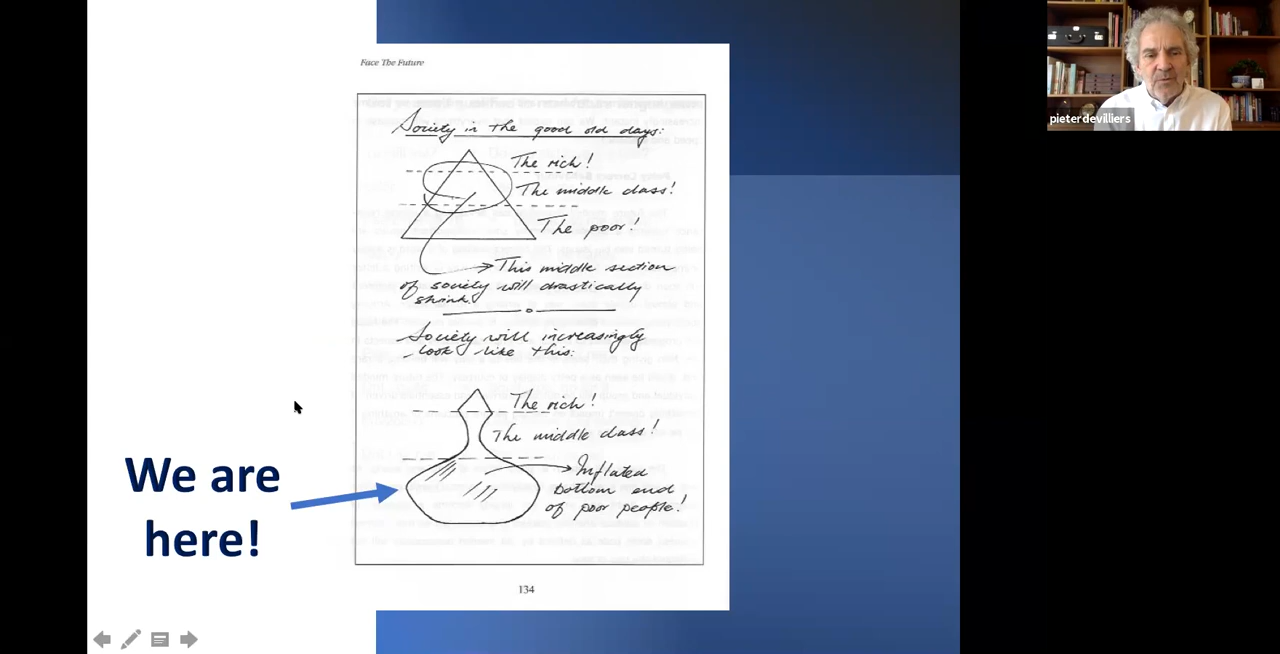 Face The Future
Society in the good old days:
The rich!
The middle class!
The poor!
This middle section
of society will drastically
shrink.
Society will increasingly
look like this:
The rich!
The middle class!
Inflated
bottom end
of poor people!
134
We are
here!
pieterdevilliers